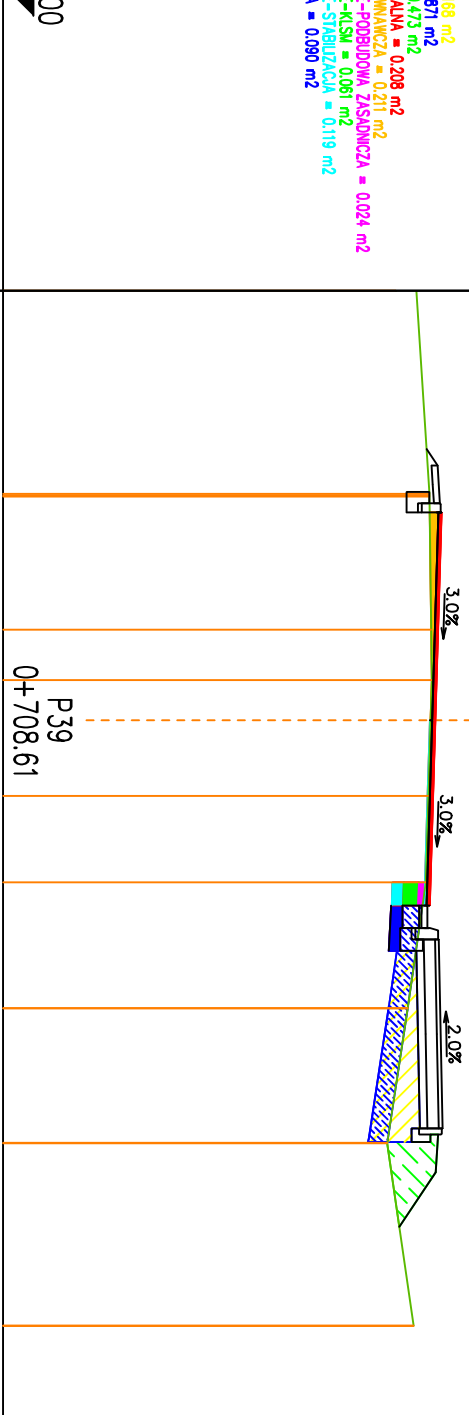 68 m2
871 m2
.473 m2
ALNA = 0.208 m2
WNAWCZA = 0.211 m2
E-PODBUDOWA ZASADNICZA = 0.024 m2
E-KLSM = 0.061 m2
E-STABILIZACJA = 0.119 m2
A = 0.090 m2
00
3.0%
3.0%
2.0%
P39
0+708.61